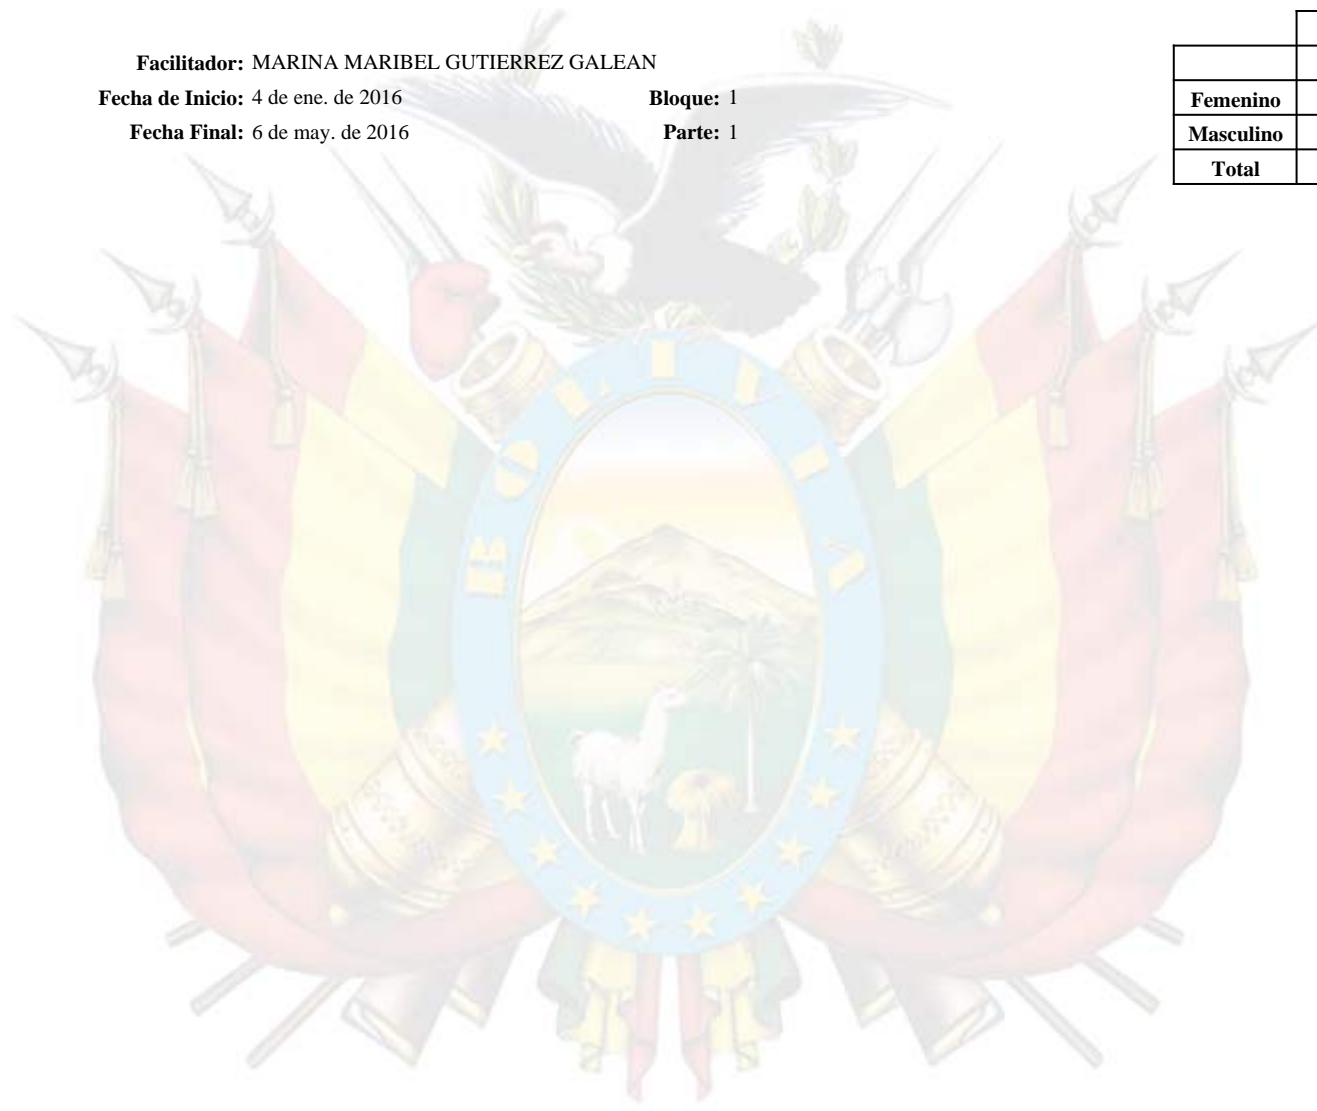 Facilitador: MARINA MARIBEL GUTIERREZ GALEAN
Fecha de Inicio: 4 de ene. de 2016 Bloque: 1
Fecha Final: 6 de may. de 2016 Parte: 1
Femenino
Masculino
Total
BOLIVIA